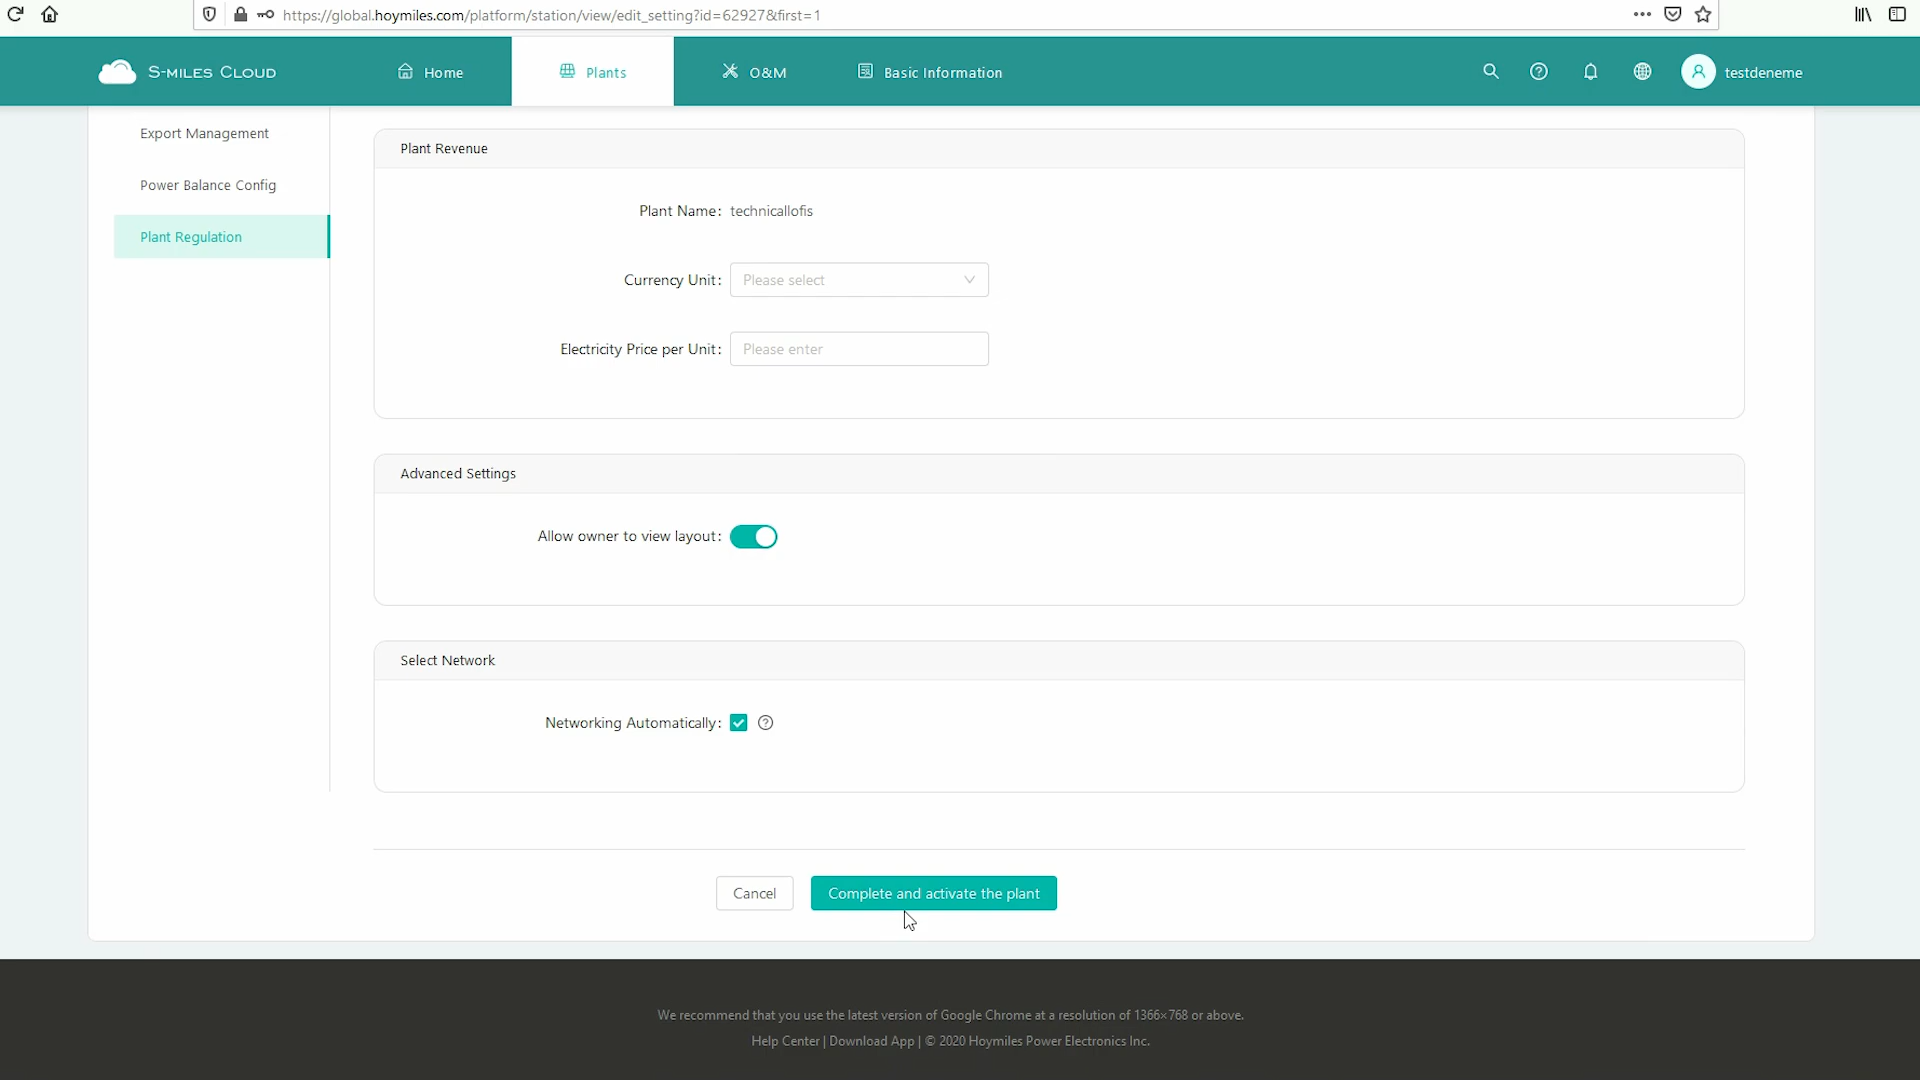 https://global.hoymiles.com/platform/station/view/edit_setting?id=62927&first=1
S-MILES CLOUD
Home
Plants
O&M
Basic Information
testdeneme
Export Management
Power Balance Config
Plant Regulation
Plant Revenue
Plant Name: technicallofis
Currency Unit: Please select
Electricity Price per Unit: Please enter
Advanced Settings
Allow owner to view layout:
Select Network
Networking Automatically:
Cancel
Complete and activate the plant
We recommend that you use the latest version of Google Chrome at a resolution of 1366×768 or above.
Help Center | Download App | © 2020 Hoymiles Power Electronics Inc.